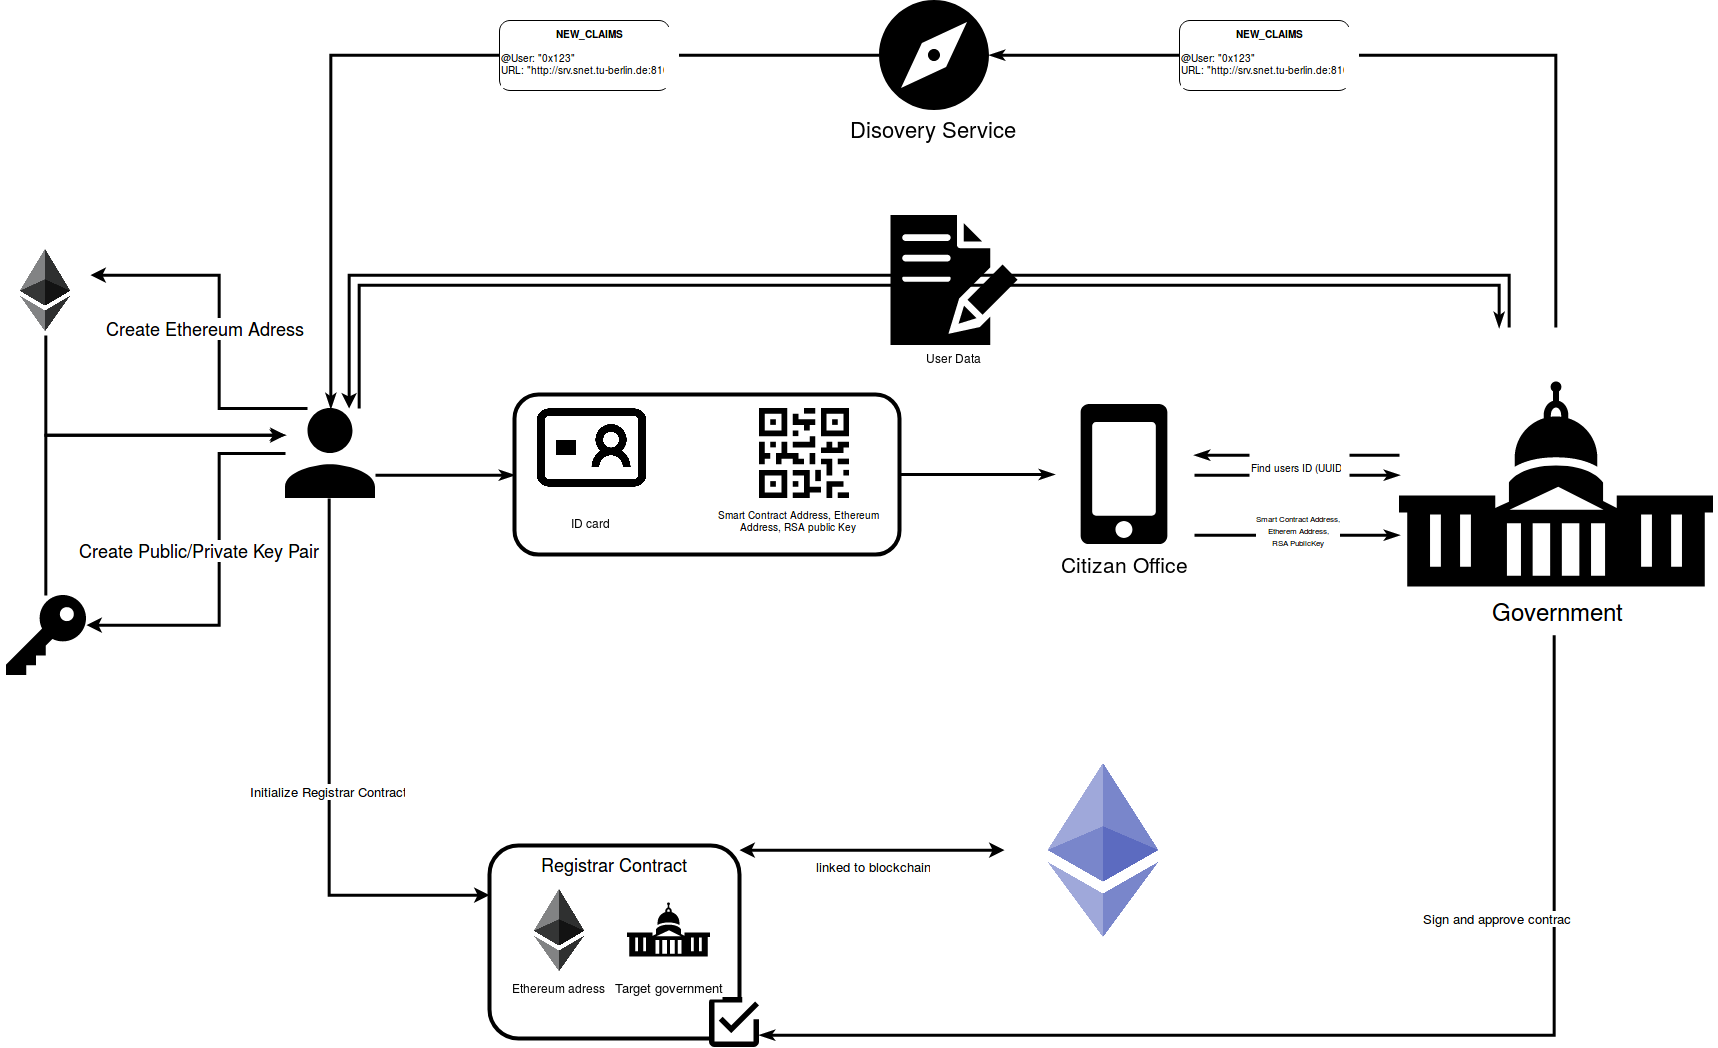 NEW_CLAIMS
@User: "0x123"
URL: "http://srv.snet.tu-berlin.de:81
NEW_CLAIMS
@User: "0x123"
URL: "http://srv.snet.tu-berlin.de:81
Disovery Service
User Data
Create Ethereum Adress
Create Public/Private Key Pair
ID card
Smart Contract Address, Ethereum
Address, RSA public Key
Citizan Office
Find users ID (UUID
Smart Contract Address,
Etherem Address,
RSA PublicKey
Government
Initialize Registrar Contract
Registrar Contract
Ethereum adress
Target government
linked to blockchain
Sign and approve contrac